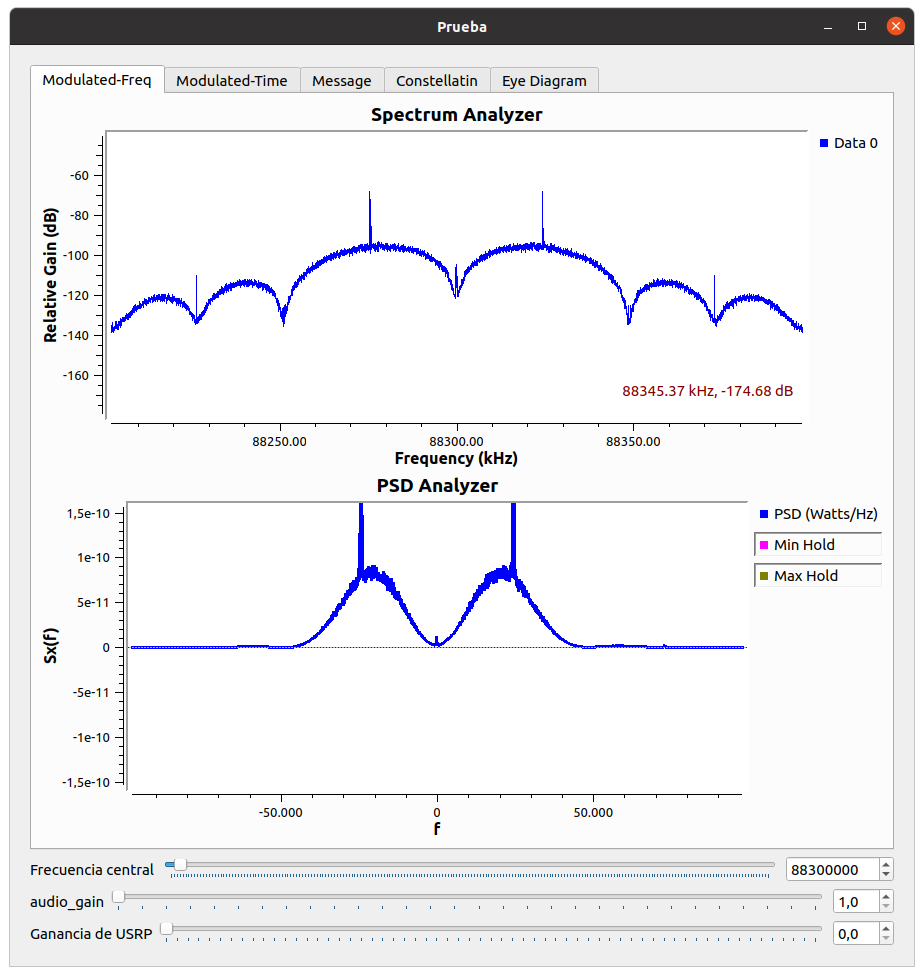 Prueba
Modulated-Freq Modulated-Time Message Constellatin Eye Diagram
Spectrum Analyzer
Data 0
Relative Gain (dB)
-60
-80
-100
-120
-140
-160
88345.37 kHz, -174.68 dB
88250.00 88300.00 88350.00
Frequency (kHz)
PSD Analyzer
PSD (Watts/Hz)
Min Hold
Max Hold
Sx(f)
1,5e-10
1e-10
5e-11
0
-5e-11
-1e-10
-1,5e-10
-50.000 0 50.000
f
Frecuencia central 88300000
audio_gain 1,0
Ganancia de USRP 0,0